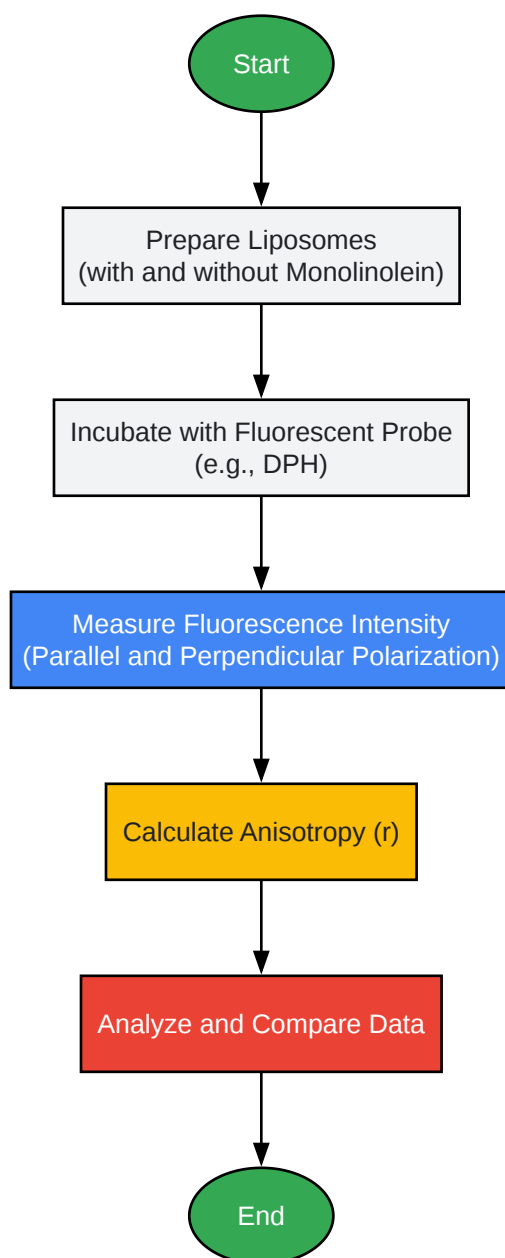 Start
Prepare Liposomes
(with and without Monolinolein)
Incubate with Fluorescent Probe
(e.g., DPH)
Measure Fluorescence Intensity
(Parallel and Perpendicular Polarization)
Calculate Anisotropy (r)
Analyze and Compare Data
End